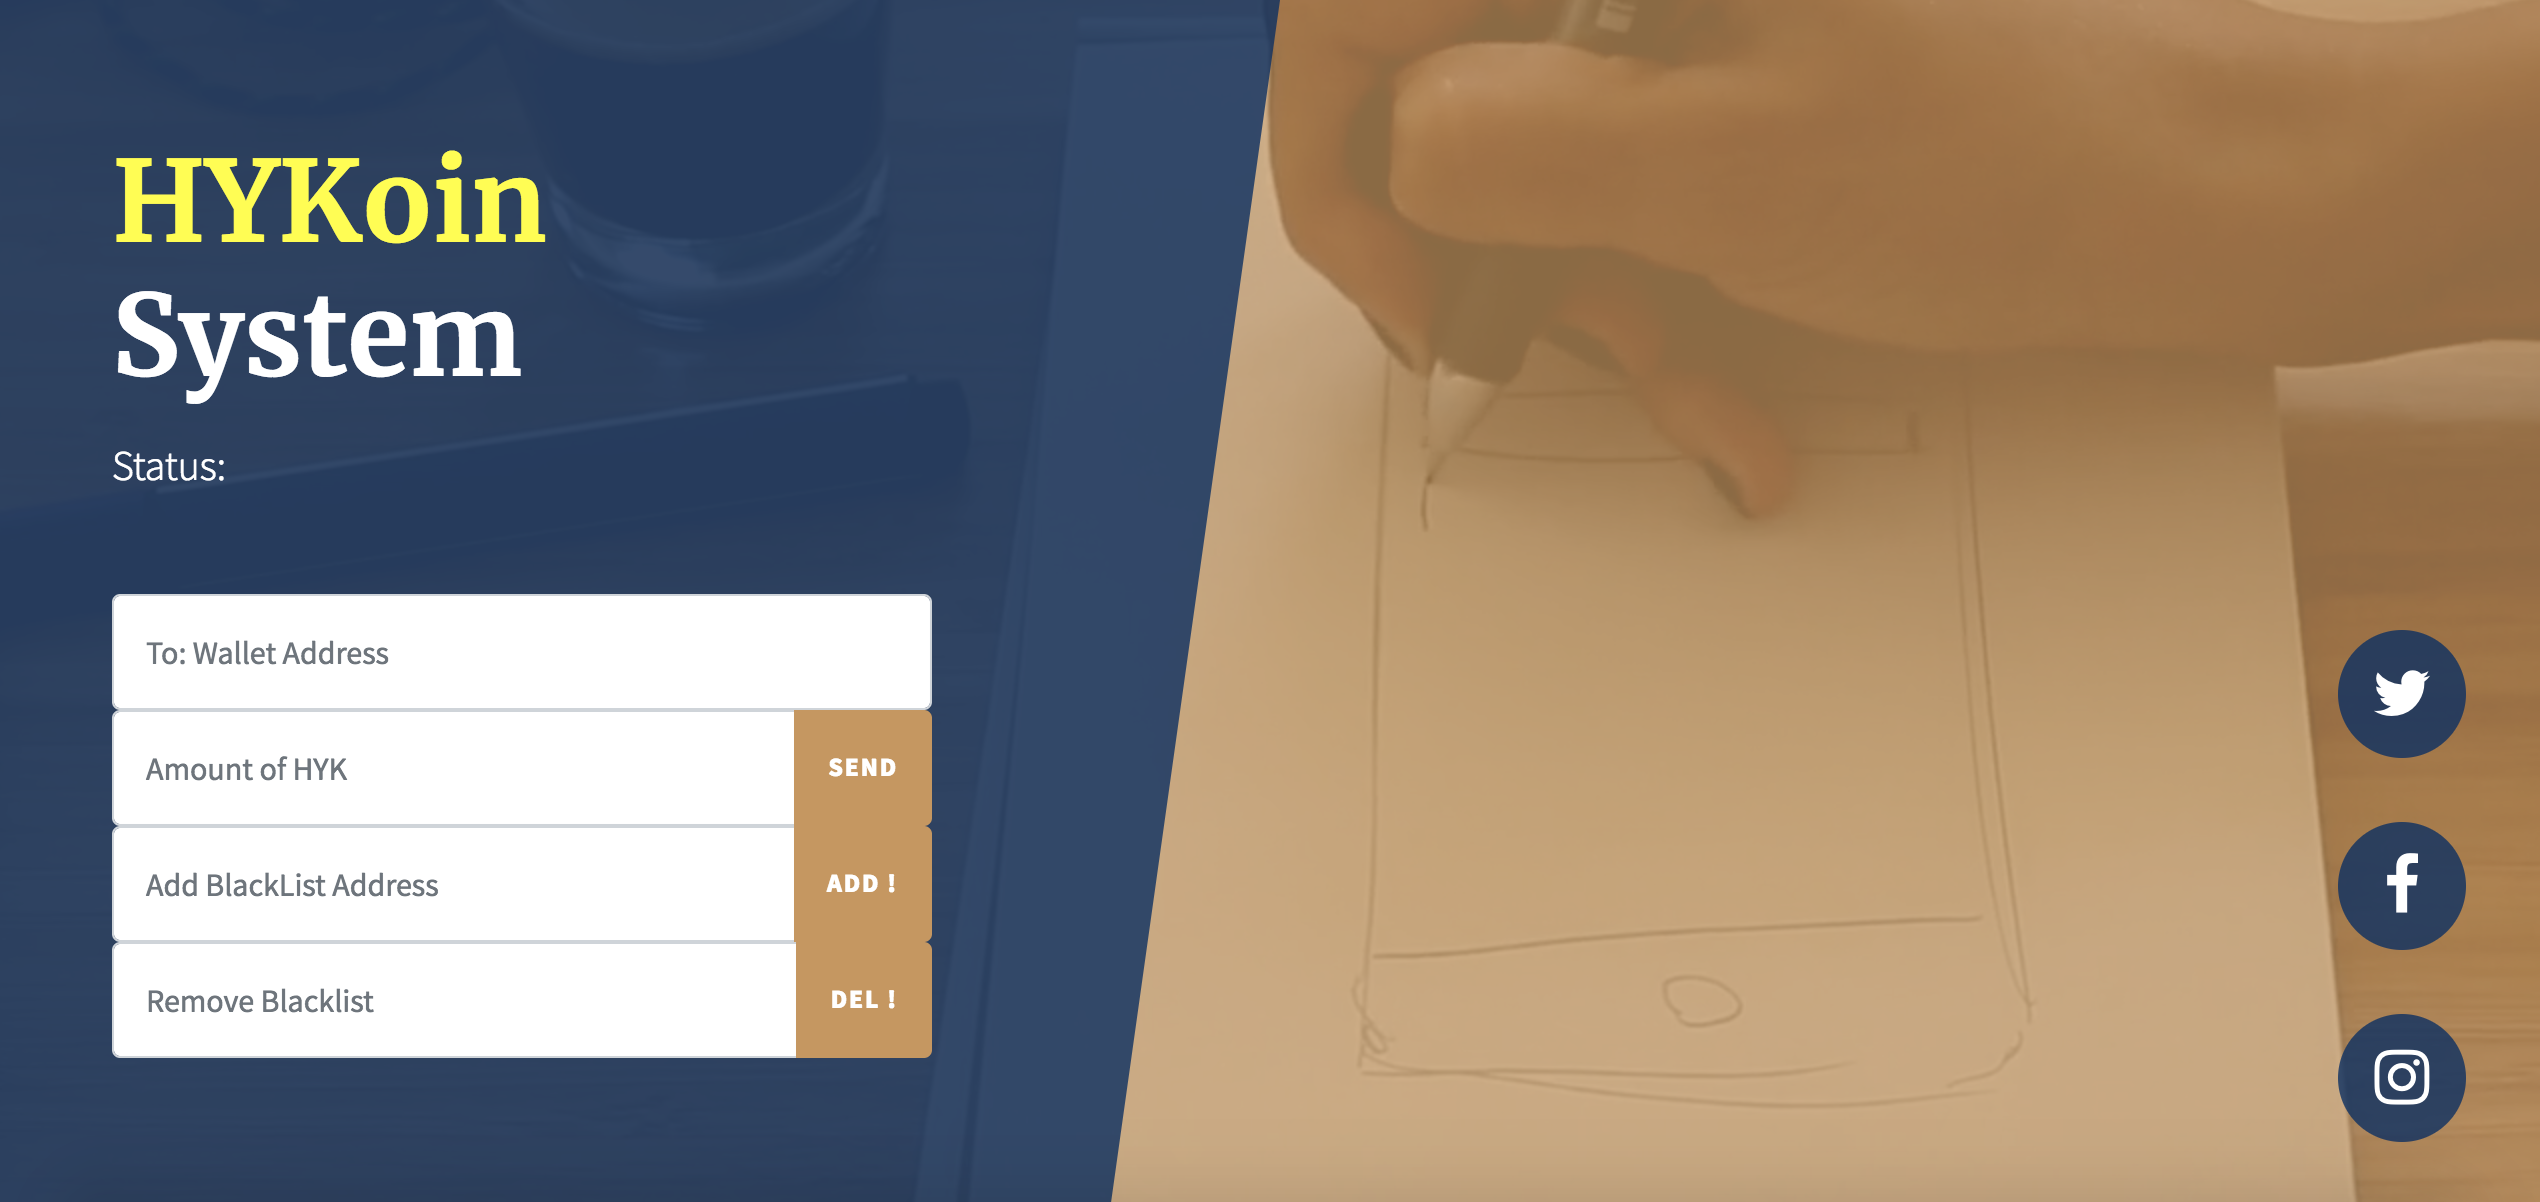 HYKoin
System
Status:
To: Wallet Address
Amount of HYK
SEND
Add BlackList Address
ADD !
Remove Blacklist
DEL !